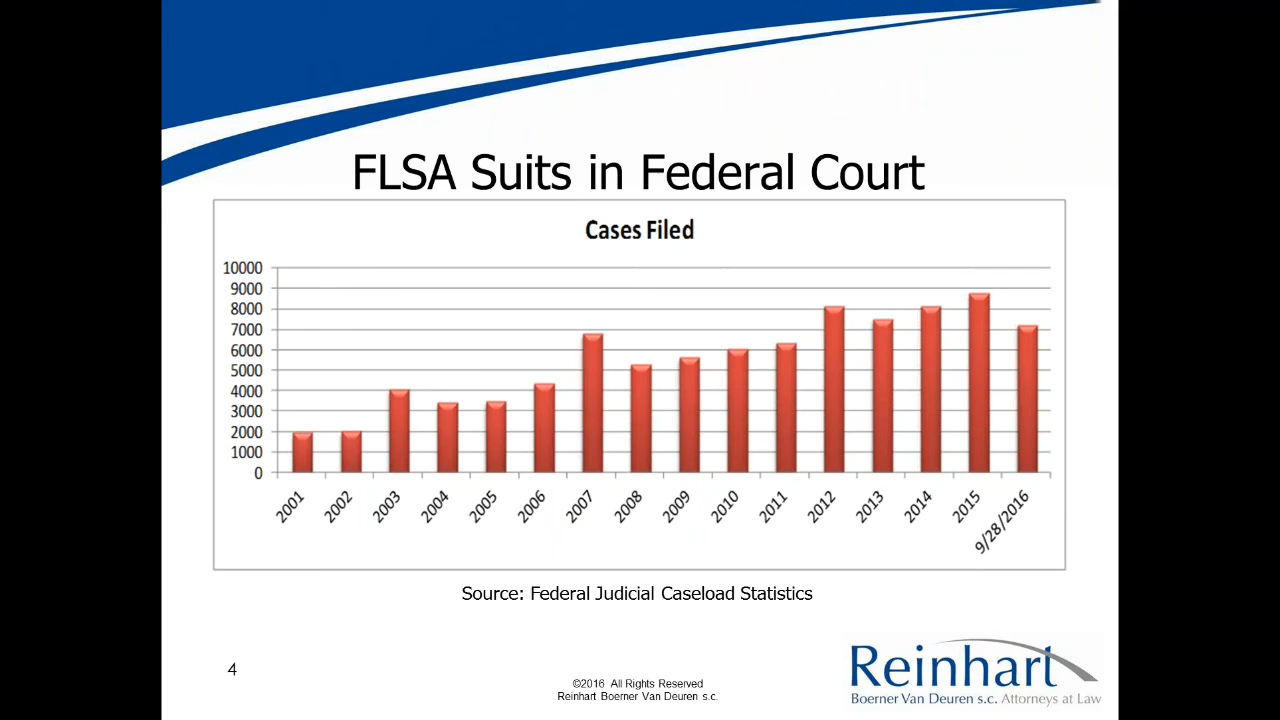 FLSA Suits in Federal Court
Cases Filed
10000
9000
8000
7000
6000
5000
4000
3000
2000
1000
0
2001 2002 2003 2004 2005 2006 2007 2008 2009 2010 2011 2012 2013 2014 2015 9/28/2016
Source: Federal Judicial Caseload Statistics
4
©2016 All Rights Reserved
Reinhart Boerner Van Deuren s.c.
Reinhart
Boerner Van Deuren s.c. Attorneys at Law